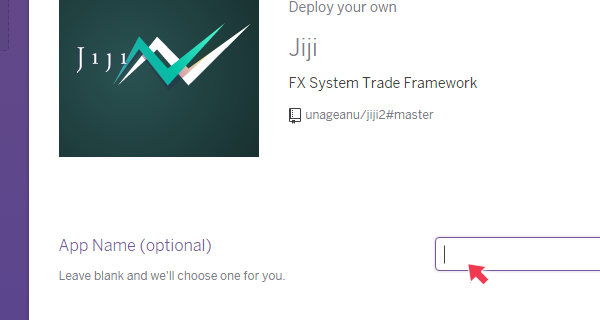 Deploy your own
Jiji
Jiji
FX System Trade Framework
unageanu/jiji2#master
App Name (optional)
Leave blank and we'll choose one for you.